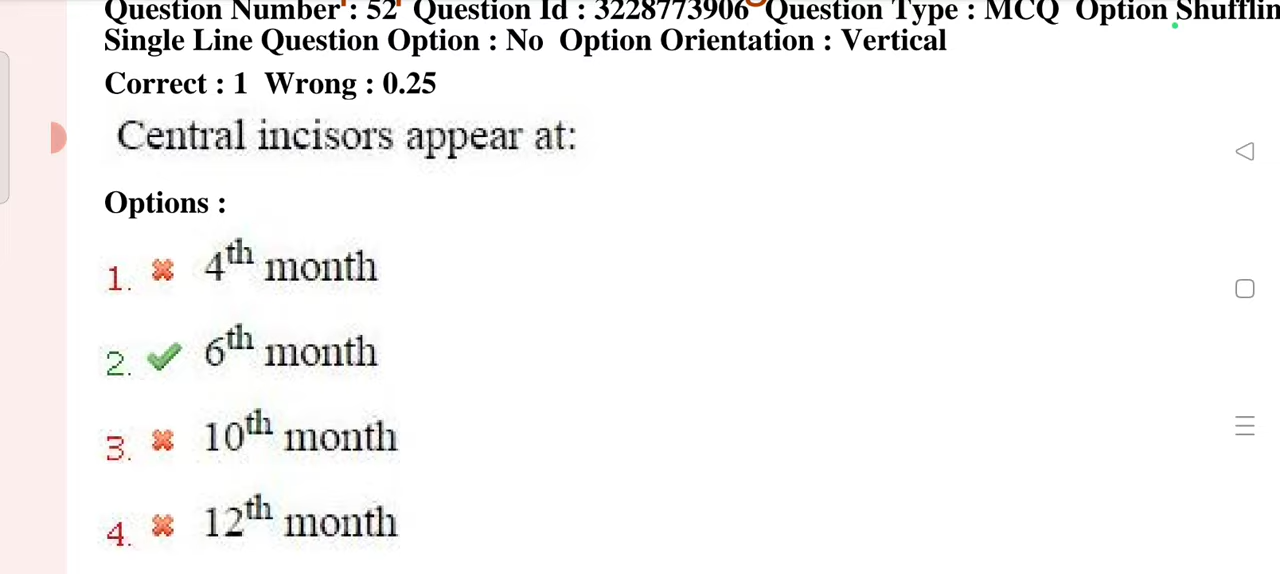 Question Number : 52 Question Id : 3228773906 Question Type : MCQ Option Shufflin
Single Line Question Option : No Option Orientation : Vertical
Correct : 1 Wrong : 0.25
Central incisors appear at:
Options :
1. 4th month
2. 6th month
3. 10th month
4. 12th month